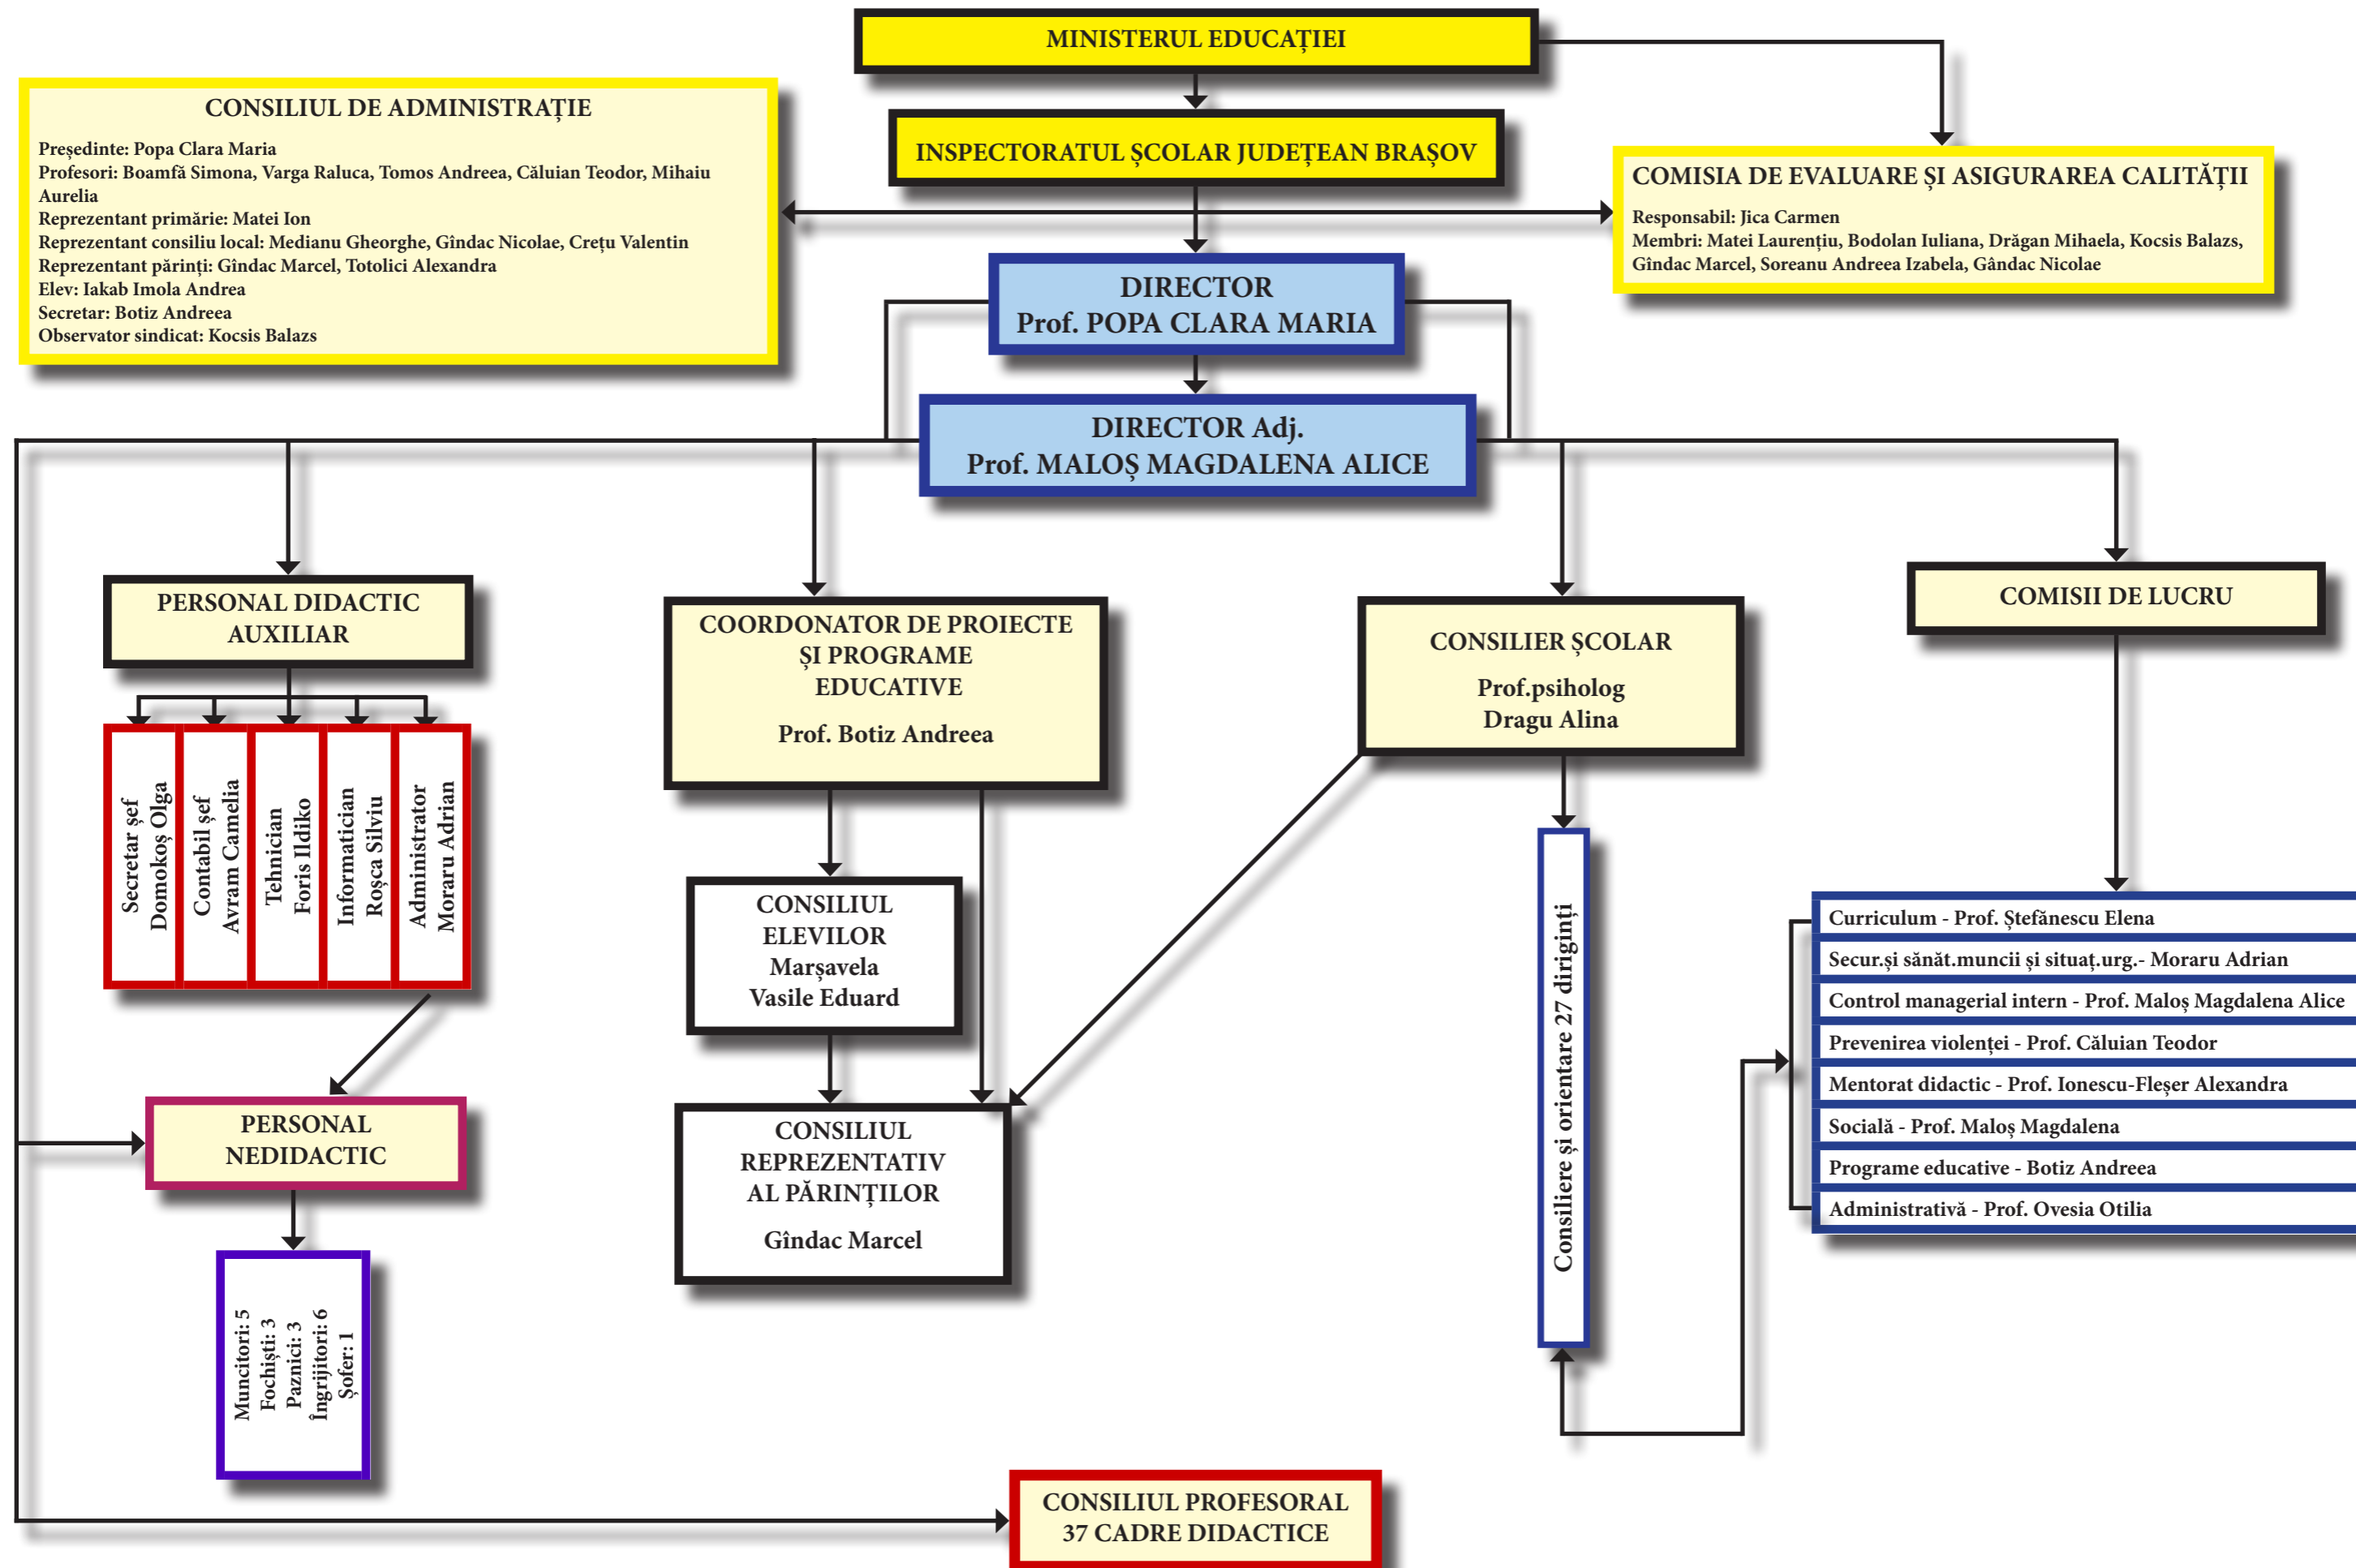 MINISTERUL EDUCAȚIEI
CONSILIUL DE ADMINISTRAȚIE
Președinte: Popa Clara Maria
Profesori: Boamfă Simona, Varga Raluca, Tomos Andreea, Căluian Teodor, Mihaiu
Aurelia
Reprezentant primărie: Matei Ion
Reprezentant consiliu local: Medianu Gheorghe, Gîndac Nicolae, Crețu Valentin
Reprezentant părinți: Gîndac Marcel, Totolici Alexandra
Elev: Iakab Imola Andrea
Secretar: Botiz Andreea
Observator sindicat: Kocsis Balazs
INSPECTORATUL ȘCOLAR JUDEȚEAN BRAȘOV
COMISIA DE EVALUARE ȘI ASIGURAREA CALITĂȚII
Responsabil: Jica Carmen
Membri: Matei Laurențiu, Bodolan Iuliana, Drăgan Mihaela, Kocsis Balazs,
Gîndac Marcel, Soreanu Andreea Izabela, Gândac Nicolae
DIRECTOR
Prof. POPA CLARA MARIA
DIRECTOR Adj.
Prof. MALOȘ MAGDALENA ALICE
PERSONAL DIDACTIC
AUXILIAR
Secretar șef
Domokoș Olga
Contabil șef
Avram Camelia
Tehnician
Foris Ildiko
Informatician
Roșca Silviu
Administrator
Moraru Adrian
PERSONAL
NEDIDACTIC
Muncitori: 5
Fochiști: 3
Paznici: 3
Îngrijitori: 6
Șofer: 1
COORDONATOR DE PROIECTE
ȘI PROGRAME
EDUCATIVE
Prof. Botiz Andreea
CONSILIUL
ELEVILOR
Marșavela
Vasile Eduard
CONSILIUL
REPREZENTATIV
AL PĂRINȚILOR
Gîndac Marcel
CONSILIER ȘCOLAR
Prof.psiholog
Dragu Alina
Consiliere și orientare 27 diriginți
COMISII DE LUCRU
Curriculum - Prof. Ștefănescu Elena
Secur.și sănăt.muncii și situaț.urg.- Moraru Adrian
Control managerial intern - Prof. Maloș Magdalena Alice
Prevenirea violenței - Prof. Căluian Teodor
Mentorat didactic - Prof. Ionescu-Fleșer Alexandra
Socială - Prof. Maloș Magdalena
Programe educative - Botiz Andreea
Administrativă - Prof. Ovesia Otilia
CONSILIUL PROFESORAL
37 CADRE DIDACTICE